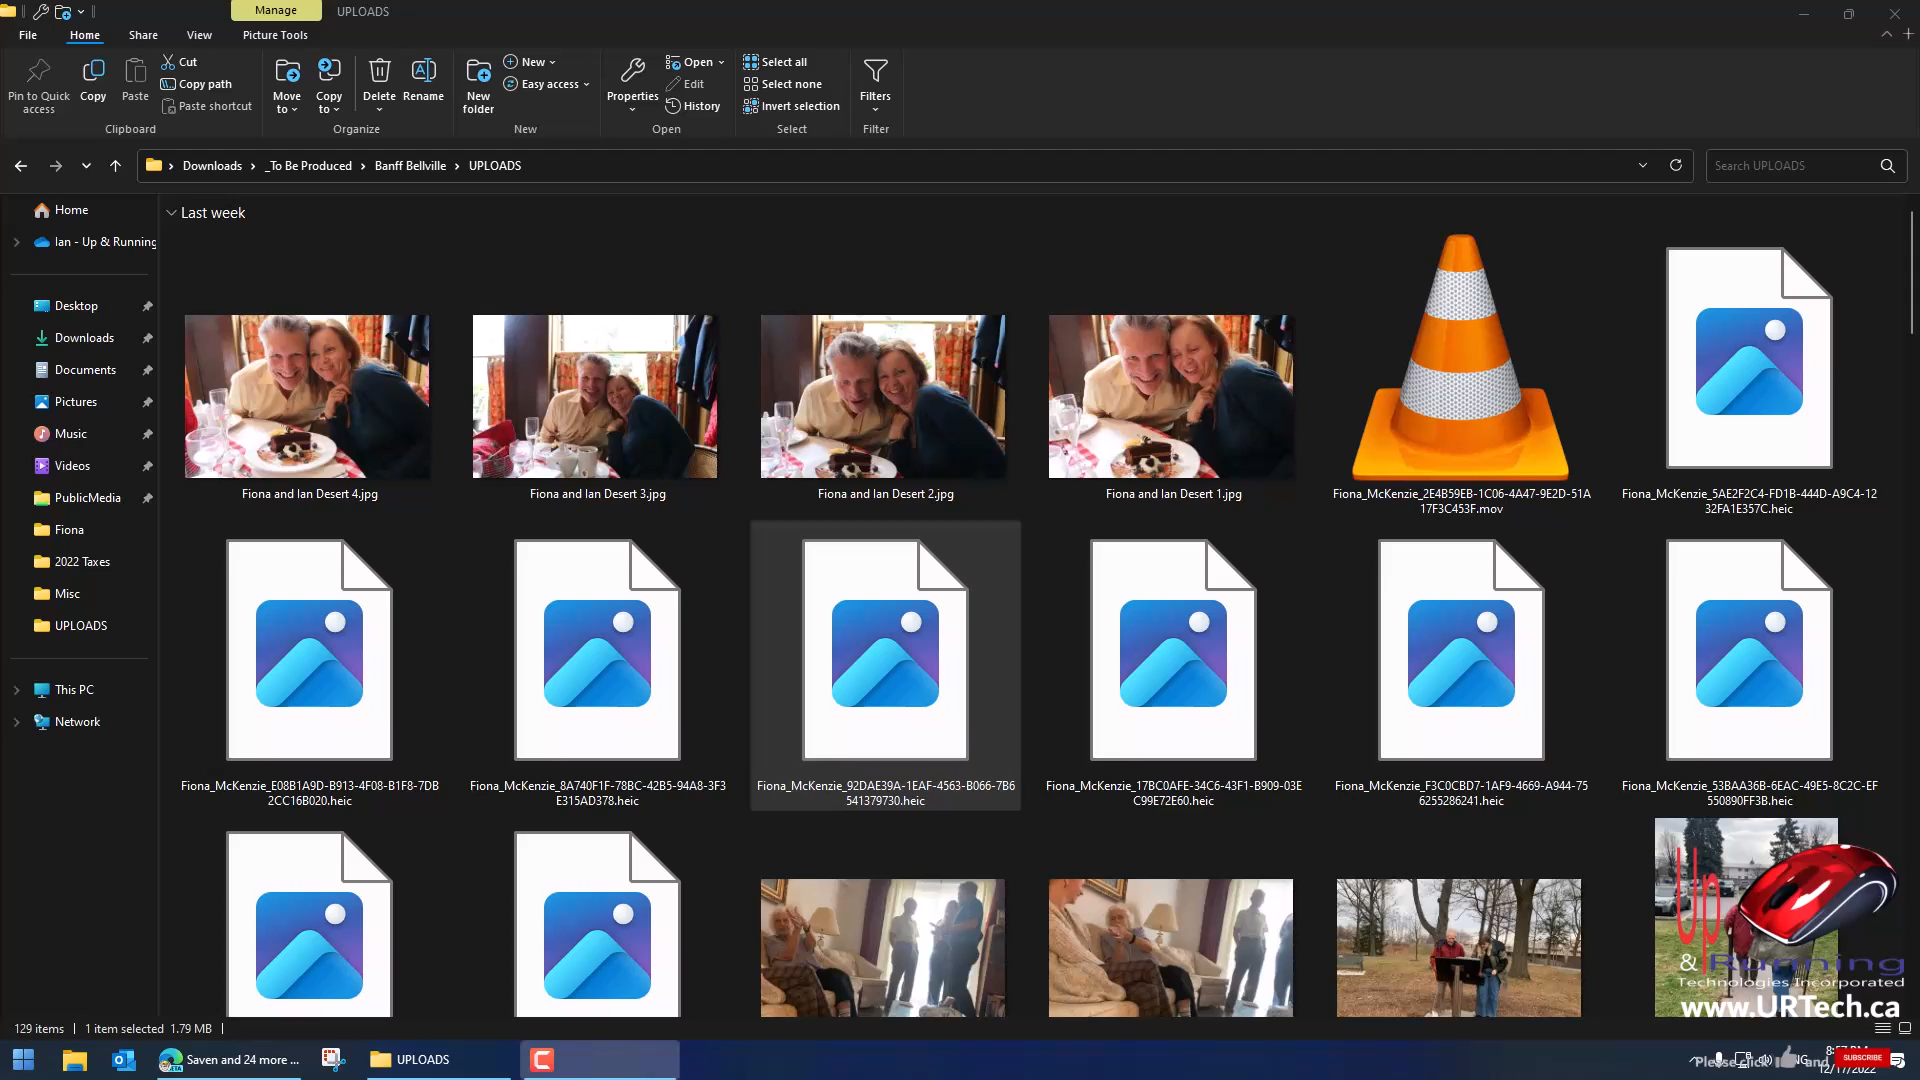 Manage
UPLOADS
File
Home
Share
View
Picture Tools
Pin to Quick
access
Copy
Paste
Cut
Copy path
Paste shortcut
Clipboard
Move
to
Copy
to
Delete
Rename
Organize
New
folder
New
Easy access
New
Properties
Open
Edit
History
Open
Select all
Select none
Invert selection
Select
Filters
Filter
Downloads
_To Be Produced
Banff Bellville
UPLOADS
Search UPLOADS
Home
Ian - Up & Running
Desktop
Downloads
Documents
Pictures
Music
Videos
PublicMedia
Fiona
2022 Taxes
Misc
UPLOADS
This PC
Network
Last week
Fiona and Ian Desert 4.jpg
Fiona and Ian Desert 3.jpg
Fiona and Ian Desert 2.jpg
Fiona and Ian Desert 1.jpg
Fiona_McKenzie_2E4B59EB-1C06-4A47-9E2D-51A
17F3C453F.mov
Fiona_McKenzie_5AE2F2C4-FD1B-444D-A9C4-12
32FA1E357C.heic
Fiona_McKenzie_E08B1A9D-B913-4F08-B1F8-7DB
2CC16B020.heic
Fiona_McKenzie_8A740F1F-78BC-42B5-94A8-3F3
E315AD378.heic
Fiona_McKenzie_92DAE39A-1EAF-4563-B066-7B6
541379730.heic
Fiona_McKenzie_17BC0AFE-34C6-43F1-B909-03E
C99E72E60.heic
Fiona_McKenzie_F3C0CBD7-1AF9-4669-A944-75
6255286241.heic
Fiona_McKenzie_53BAA36B-6EAC-49E5-8C2C-EF
550890FF3B.heic
Up
& Running
Technologies Incorporated
www.URTech.ca
129 items
1 item selected 1.79 MB
BETA
Saven and 24 more ...
UPLOADS
Please click
and
SUBSCRIBE
12/17/2022